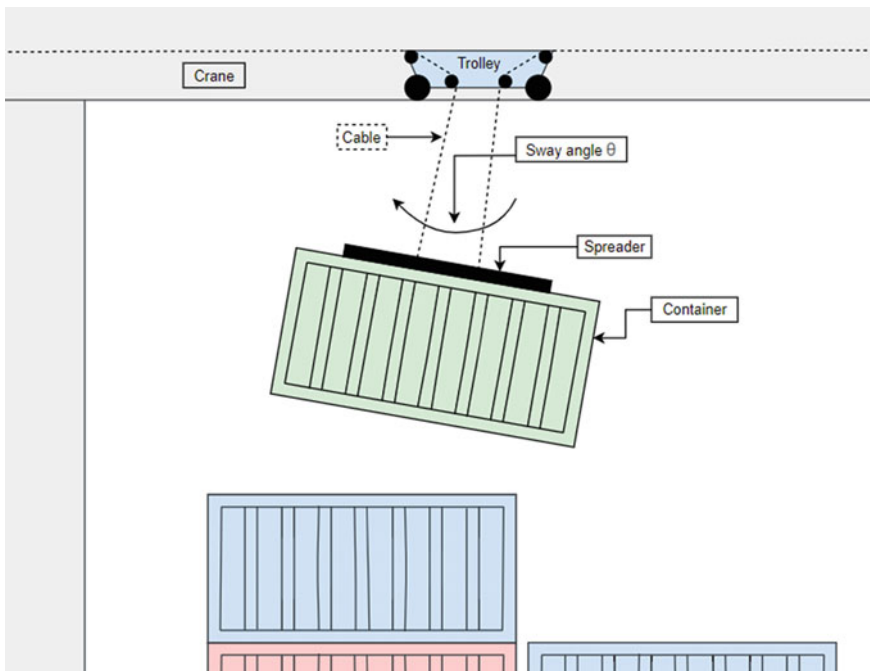 Trolley
Crane
Cable
Sway angle θ
Spreader
Container